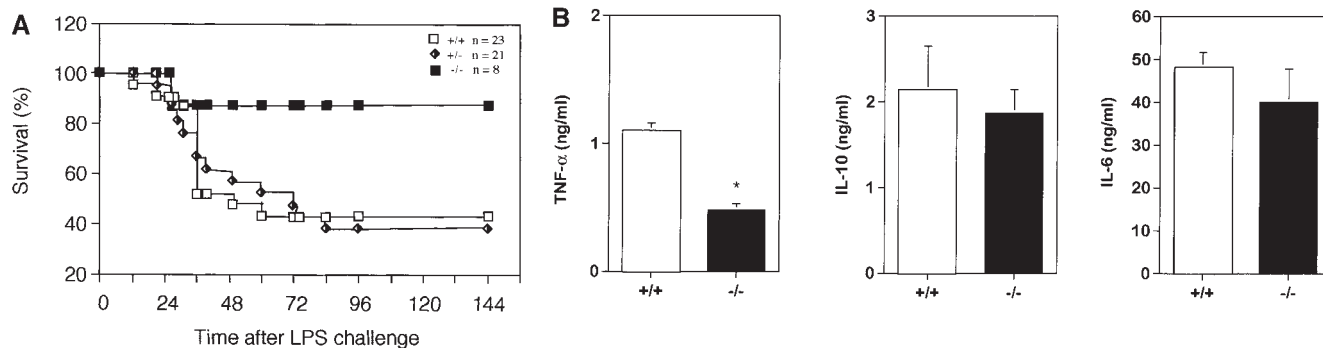 A
Survival (%)
120
100
80
60
40
20
+/+ n = 23
+/- n = 21
-/- n = 8
0 24 48 72 96 120 144
Time after LPS challenge
B
TNF-α (ng/ml)
2
1
0
*
+/+ -/-
IL-10 (ng/ml)
3
2
1
0
+/+ -/-
IL-6 (ng/ml)
60
50
40
30
20
10
0
+/+ -/-